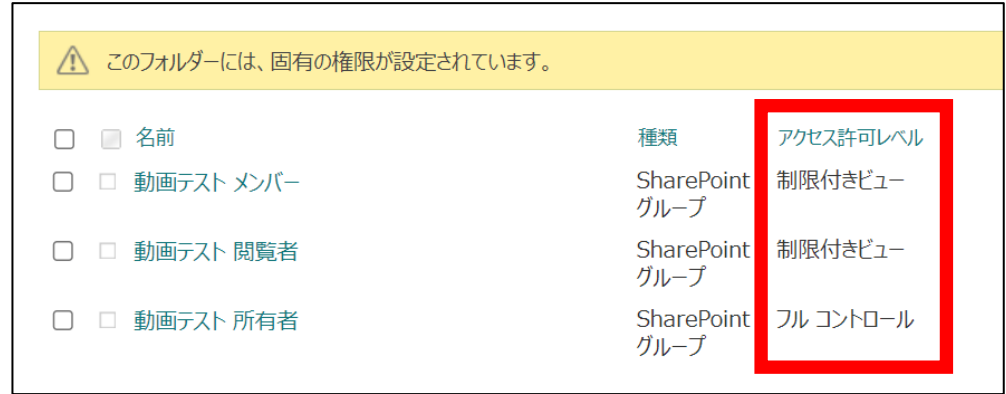 このフォルダーには、固有の権限が設定されています。
名前 種類 アクセス許可レベル
動画テスト メンバー SharePoint グループ 制限付きビュー
動画テスト 閲覧者 SharePoint グループ 制限付きビュー
動画テスト 所有者 SharePoint グループ フル コントロール